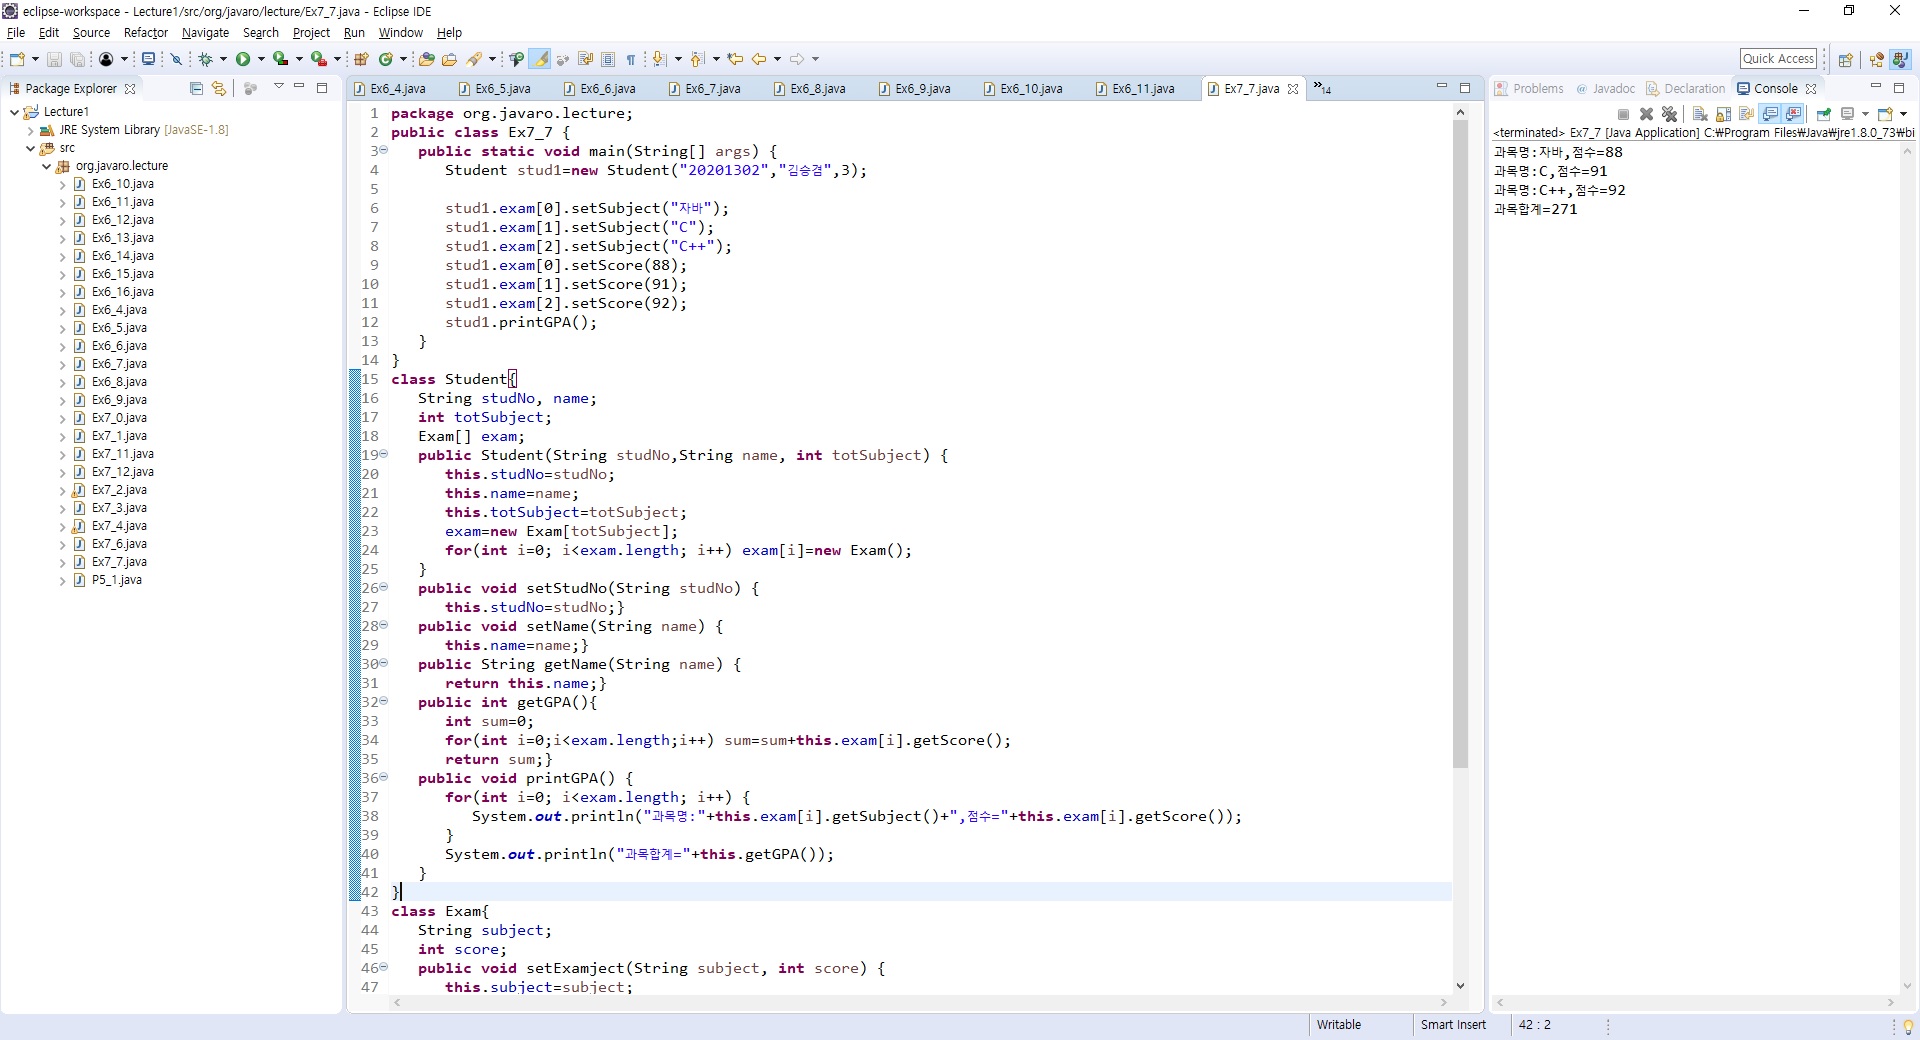 eclipse-workspace - Lecture1/src/org/javaro/lecture/Ex7_7.java - Eclipse IDE
File Edit Source Refactor Navigate Search Project Run Window Help
Quick Access
Package Explorer
Lecture1
JRE System Library [JavaSE-1.8]
src
org.javaro.lecture
Ex6_10.java
Ex6_11.java
Ex6_12.java
Ex6_13.java
Ex6_14.java
Ex6_15.java
Ex6_16.java
Ex6_4.java
Ex6_5.java
Ex6_6.java
Ex6_7.java
Ex6_8.java
Ex6_9.java
Ex7_0.java
Ex7_1.java
Ex7_11.java
Ex7_12.java
Ex7_2.java
Ex7_3.java
Ex7_4.java
Ex7_6.java
Ex7_7.java
P5_1.java
Ex6_4.java Ex6_5.java Ex6_6.java Ex6_7.java Ex6_8.java Ex6_9.java Ex6_10.java Ex6_11.java Ex7_7.java »14
1 package org.javaro.lecture;
2 public class Ex7_7 {
3 public static void main(String[] args) {
4 Student stud1=new Student("20201302","김승겸",3);
5
6 stud1.exam[0].setSubject("자바");
7 stud1.exam[1].setSubject("C");
8 stud1.exam[2].setSubject("C++");
9 stud1.exam[0].setScore(88);
10 stud1.exam[1].setScore(91);
11 stud1.exam[2].setScore(92);
12 stud1.printGPA();
13 }
14 }
15 class Student{
16 String studNo, name;
17 int totSubject;
18 Exam[] exam;
19 public Student(String studNo,String name, int totSubject) {
20 this.studNo=studNo;
21 this.name=name;
22 this.totSubject=totSubject;
23 exam=new Exam[totSubject];
24 for(int i=0; i<exam.length; i++) exam[i]=new Exam();
25 }
26 public void setStudNo(String studNo) {
27 this.studNo=studNo;}
28 public void setName(String name) {
29 this.name=name;}
30 public String getName(String name) {
31 return this.name;}
32 public int getGPA(){
33 int sum=0;
34 for(int i=0;i<exam.length;i++) sum=sum+this.exam[i].getScore();
35 return sum;}
36 public void printGPA() {
37 for(int i=0; i<exam.length; i++) {
38 System.out.println("과목명:"+this.exam[i].getSubject()+",점수="+this.exam[i].getScore());
39 }
40 System.out.println("과목합계="+this.getGPA());
41 }
42 }
43 class Exam{
44 String subject;
45 int score;
46 public void setExamject(String subject, int score) {
47 this.subject=subject;
Problems Javadoc Declaration Console
<terminated> Ex7_7 [Java Application] C:₩Program Files₩Java₩jre1.8.0_73₩bi
과목명:자바,점수=88
과목명:C,점수=91
과목명:C++,점수=92
과목합계=271
Writable Smart Insert 42 : 2